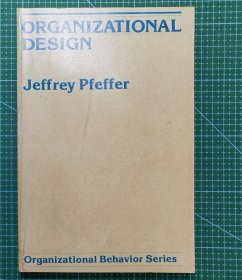 ORGANIZATIONAL
DESIGN
Jeffrey Pfeffer
Organizational Behavior Series